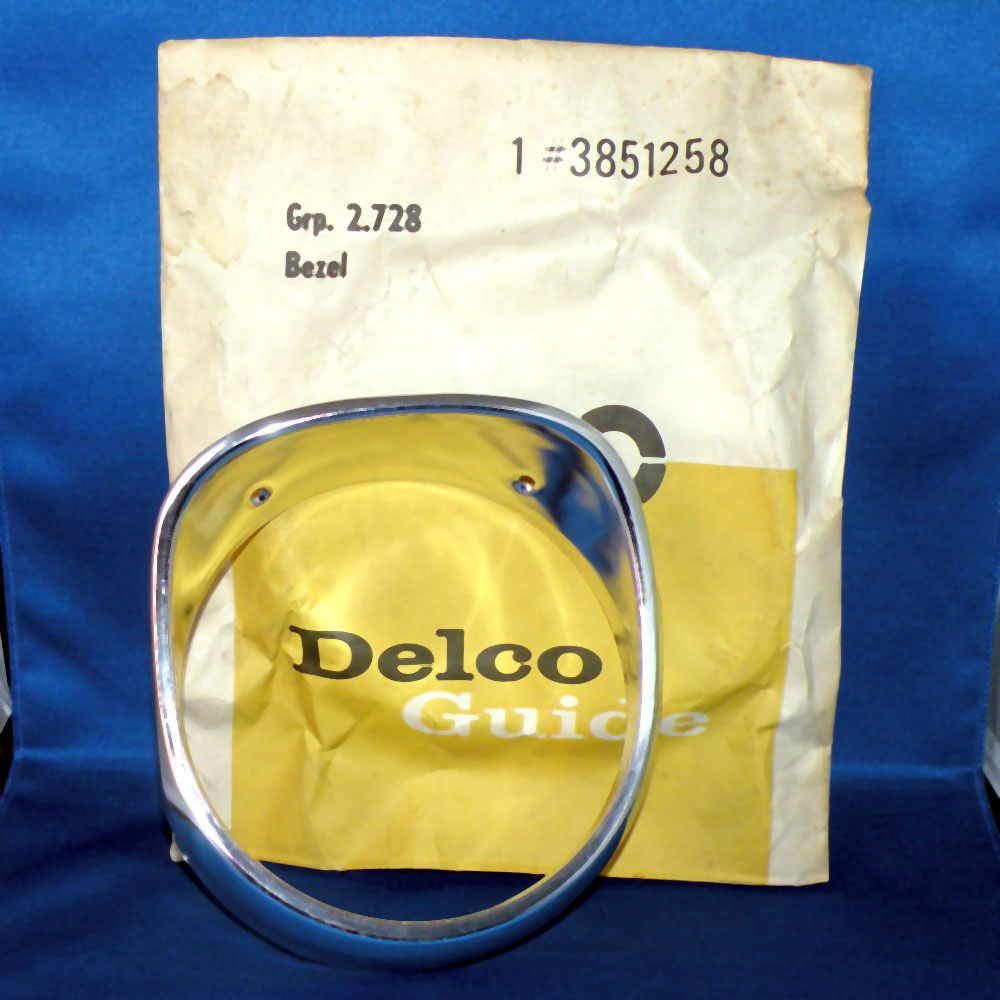 1 #3851258
Grp. 2.728
Bezel
Delco
Guide